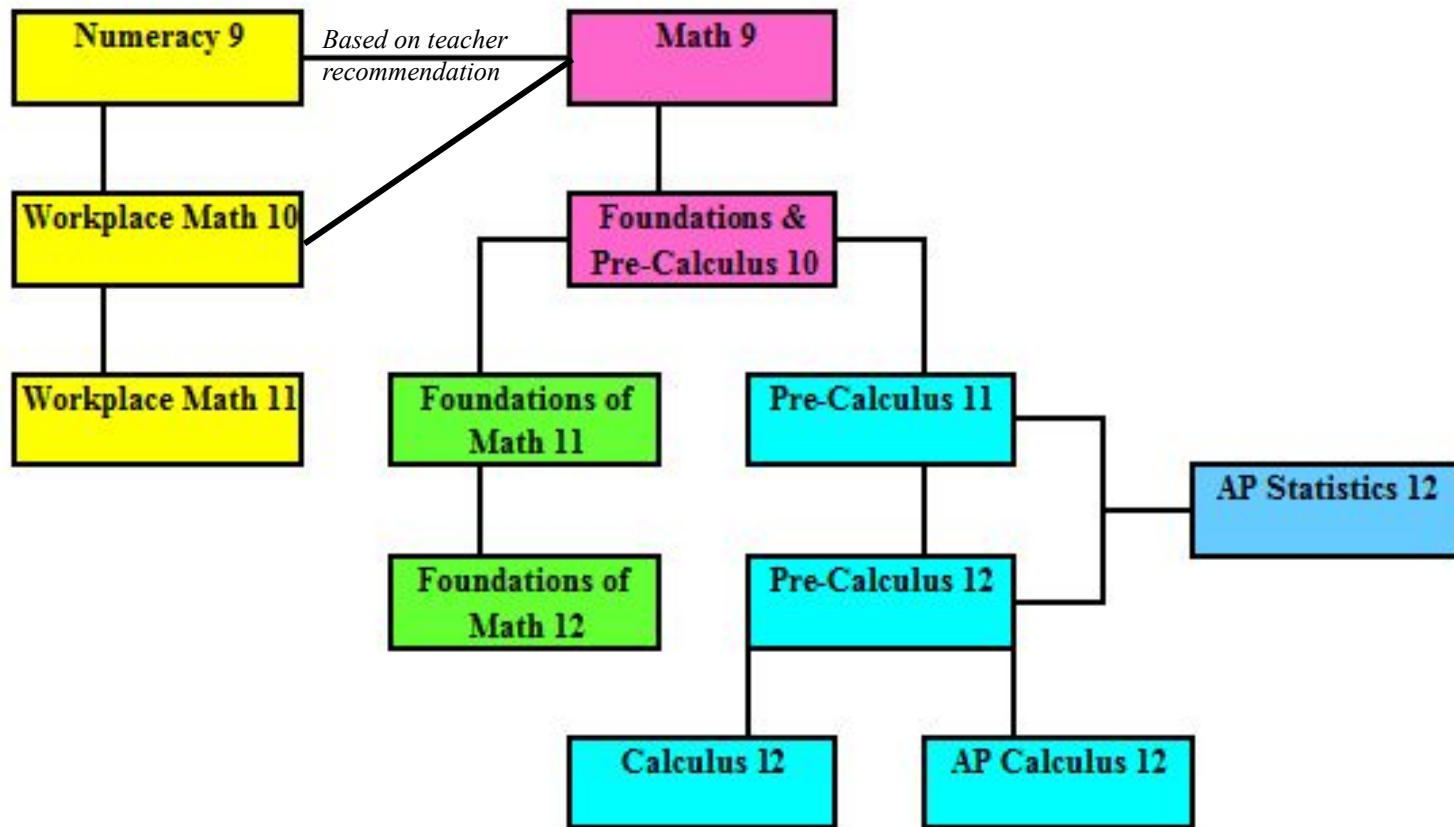 Numeracy 9
Based on teacher
recommendation
Math 9
Workplace Math 10
Foundations &
Pre-Calculus 10
Workplace Math 11
Foundations of
Math 11
Pre-Calculus 11
AP Statistics 12
Foundations of
Math 12
Pre-Calculus 12
Calculus 12
AP Calculus 12